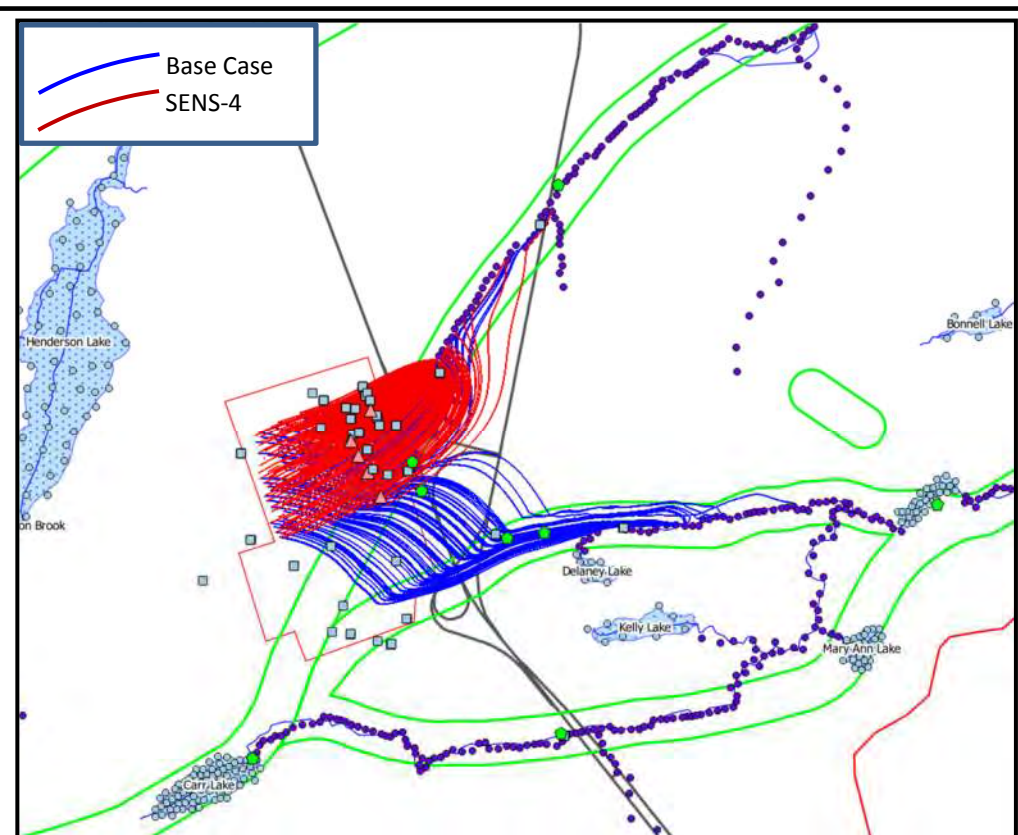 Base Case
SENS-4
Henderson Lake
Bonnell Lake
on Brook
Delaney Lake
Kelly Lake
Mary Ann Lake
Carr Lake